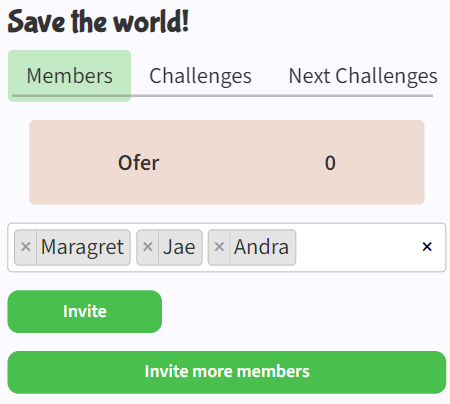 Save the world!
Members Challenges Next Challenges
Ofer 0
× Maragret × Jae × Andra ×
Invite
Invite more members